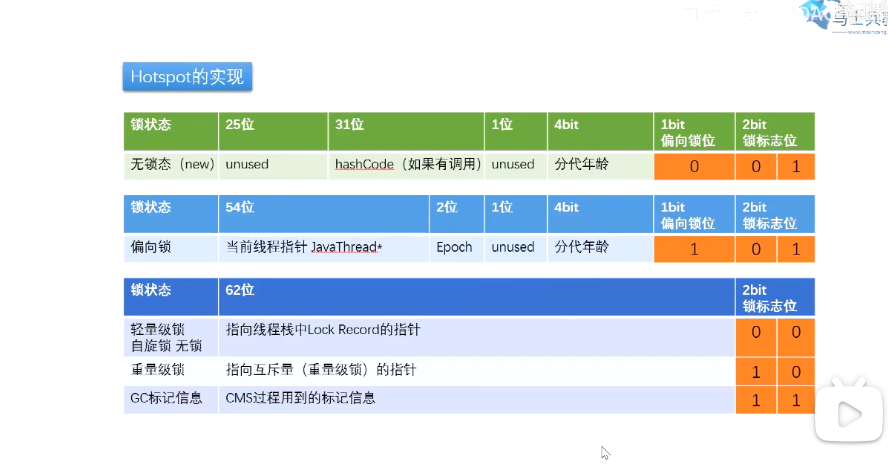 Hotspot的实现
锁状态 25位 31位 1位 4bit 1bit 2bit
偏向锁位 锁标志位
无锁态（new） unused hashCode（如果有调用） unused 分代年龄 0 0 1
锁状态 54位 2位 1位 4bit 1bit 2bit
偏向锁位 锁标志位
偏向锁 当前线程指针 JavaThread* Epoch unused 分代年龄 1 0 1
锁状态 62位 2bit
锁标志位
轻量级锁 指向线程栈中Lock Record的指针 0 0
自旋锁 无锁
重量级锁 指向互斥量（重量级锁）的指针 1 0
GC标记信息 CMS过程用到的标记信息 1 1